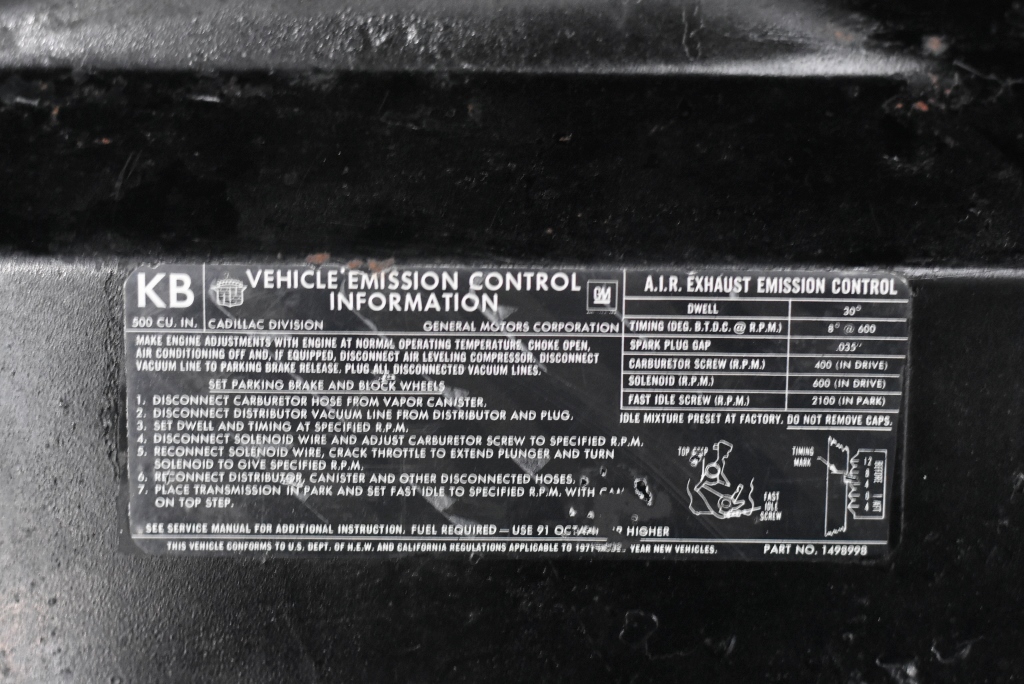 KB
VEHICLE EMISSION CONTROL
INFORMATION
GM
500 CU. IN.
CADILLAC DIVISION
GENERAL MOTORS CORPORATION
MAKE ENGINE ADJUSTMENTS WITH ENGINE AT NORMAL OPERATING TEMPERATURE, CHOKE OPEN,
AIR CONDITIONING OFF AND, IF EQUIPPED, DISCONNECT AIR LEVELING COMPRESSOR. DISCONNECT
VACUUM LINE TO PARKING BRAKE RELEASE. PLUG ALL DISCONNECTED VACUUM LINES.
SET PARKING BRAKE AND BLOCK WHEELS
1. DISCONNECT CARBURETOR HOSE FROM VAPOR CANISTER.
2. DISCONNECT DISTRIBUTOR VACUUM LINE FROM DISTRIBUTOR AND PLUG.
3. SET DWELL AND TIMING AT SPECIFIED R.P.M.
4. DISCONNECT SOLENOID WIRE AND ADJUST CARBURETOR SCREW TO SPECIFIED R.P.M.
5. RECONNECT SOLENOID WIRE, CRACK THROTTLE TO EXTEND PLUNGER AND TURN
SOLENOID TO GIVE SPECIFIED R.P.M.
6. RECONNECT DISTRIBUTOR, CANISTER AND OTHER DISCONNECTED HOSES.
7. PLACE TRANSMISSION IN PARK AND SET FAST IDLE TO SPECIFIED R.P.M. WITH
ON TOP STEP.
SEE SERVICE MANUAL FOR ADDITIONAL INSTRUCTION. FUEL REQUIRED — USE 91 OCTANE HIGHER
THIS VEHICLE CONFORMS TO U.S. DEPT. OF H.E.W. AND CALIFORNIA REGULATIONS APPLICABLE TO 1971 YEAR NEW VEHICLES.
PART NO. 1498998
A.I.R. EXHAUST EMISSION CONTROL
DWELL 30°
TIMING (DEG. B.T.D.C. @ R.P.M.) 8° @ 600
SPARK PLUG GAP .035"
CARBURETOR SCREW (R.P.M.) 400 (IN DRIVE)
SOLENOID (R.P.M.) 600 (IN DRIVE)
FAST IDLE SCREW (R.P.M.) 2100 (IN PARK)
IDLE MIXTURE PRESET AT FACTORY. DO NOT REMOVE CAPS.
TOP STEP
FAST
IDLE
SCREW
TIMING
MARK